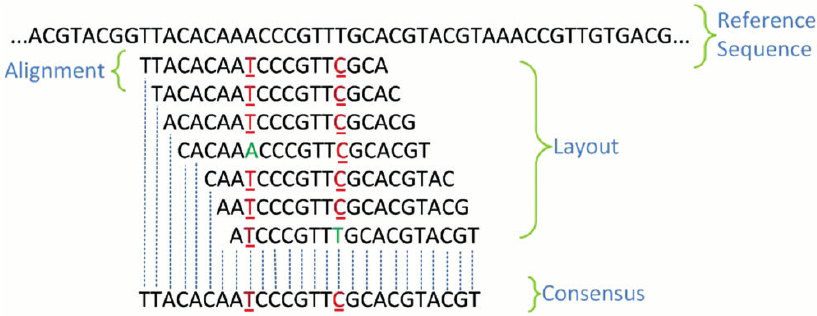 ...ACGTACGGTTACACAAACCCGTTTGCACGTACGTAAACCGTTGTGACG...
Reference
Sequence
Alignment
TTACACAATCCCGTTCGCA
TACACAATCCCGTTCGCAC
ACACAATCCCGTTCGCACG
Layout
CACAAACCCGTTCGCACGT
CAATCCCGTTCGCACGTAC
AATCCCGTTCGCACGTACG
ATCCCGTTTGCACGTACGT
TTACACAATCCCGTTCGCACGTACGT
Consensus